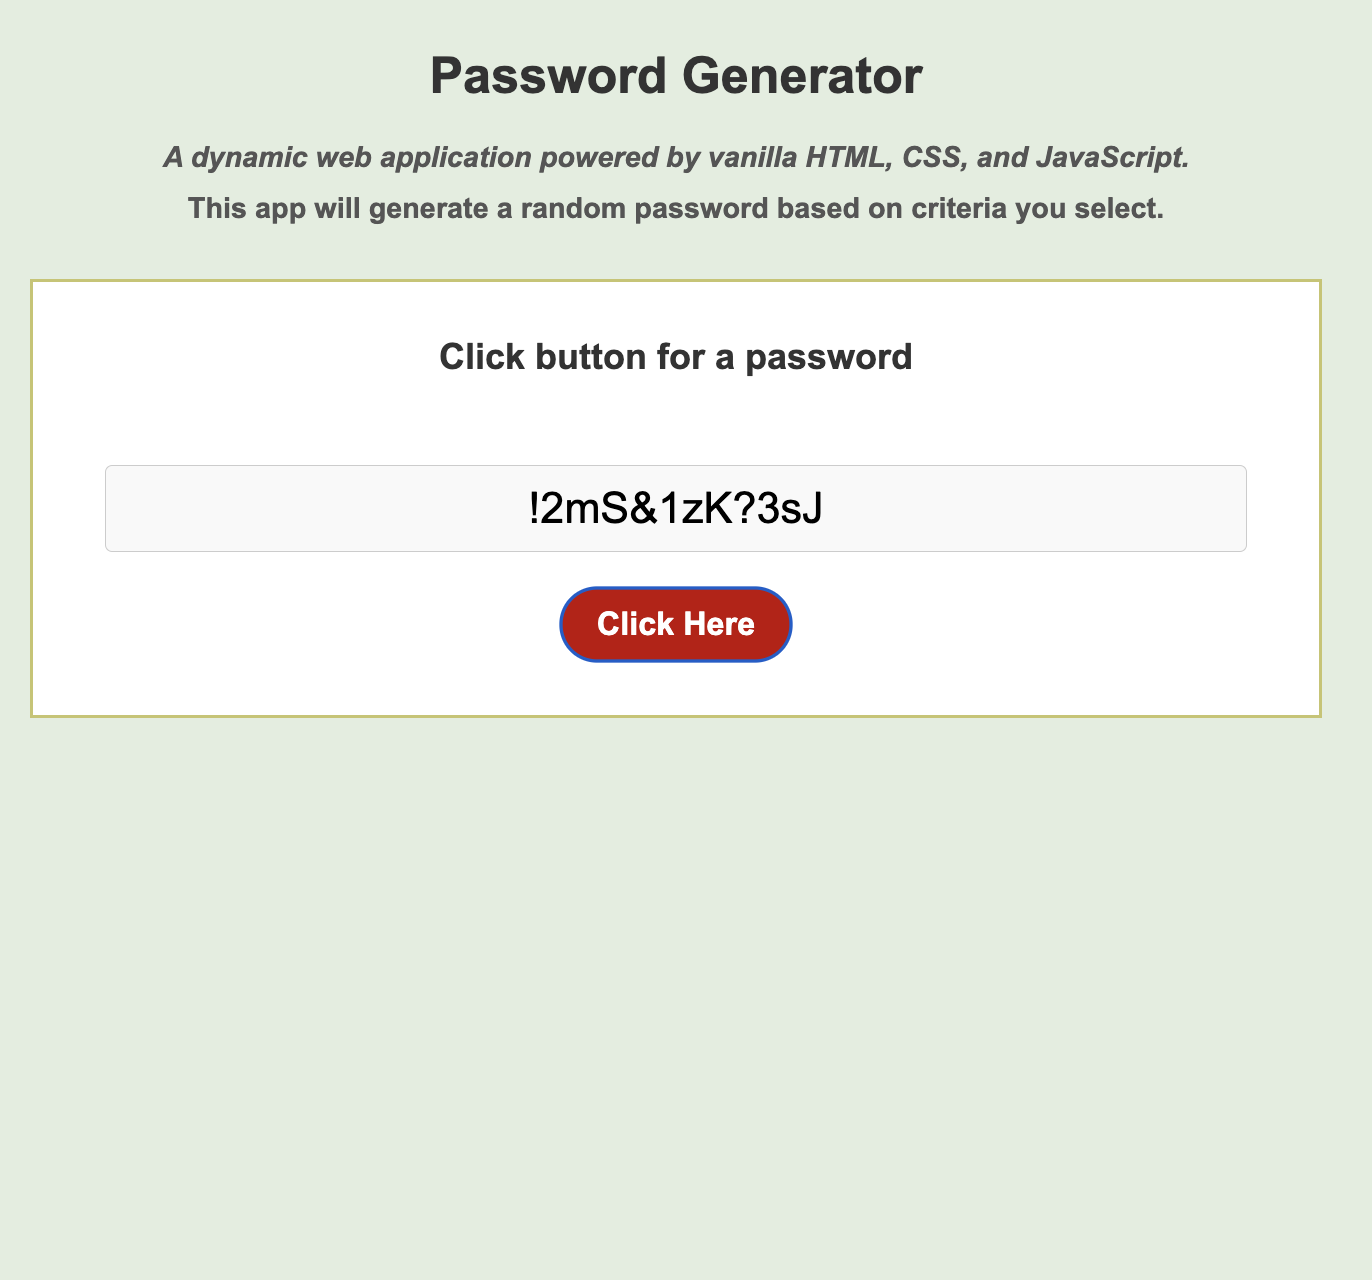 Password Generator
A dynamic web application powered by vanilla HTML, CSS, and JavaScript.
This app will generate a random password based on criteria you select.
Click button for a password
!2mS&1zK?3sJ
Click Here